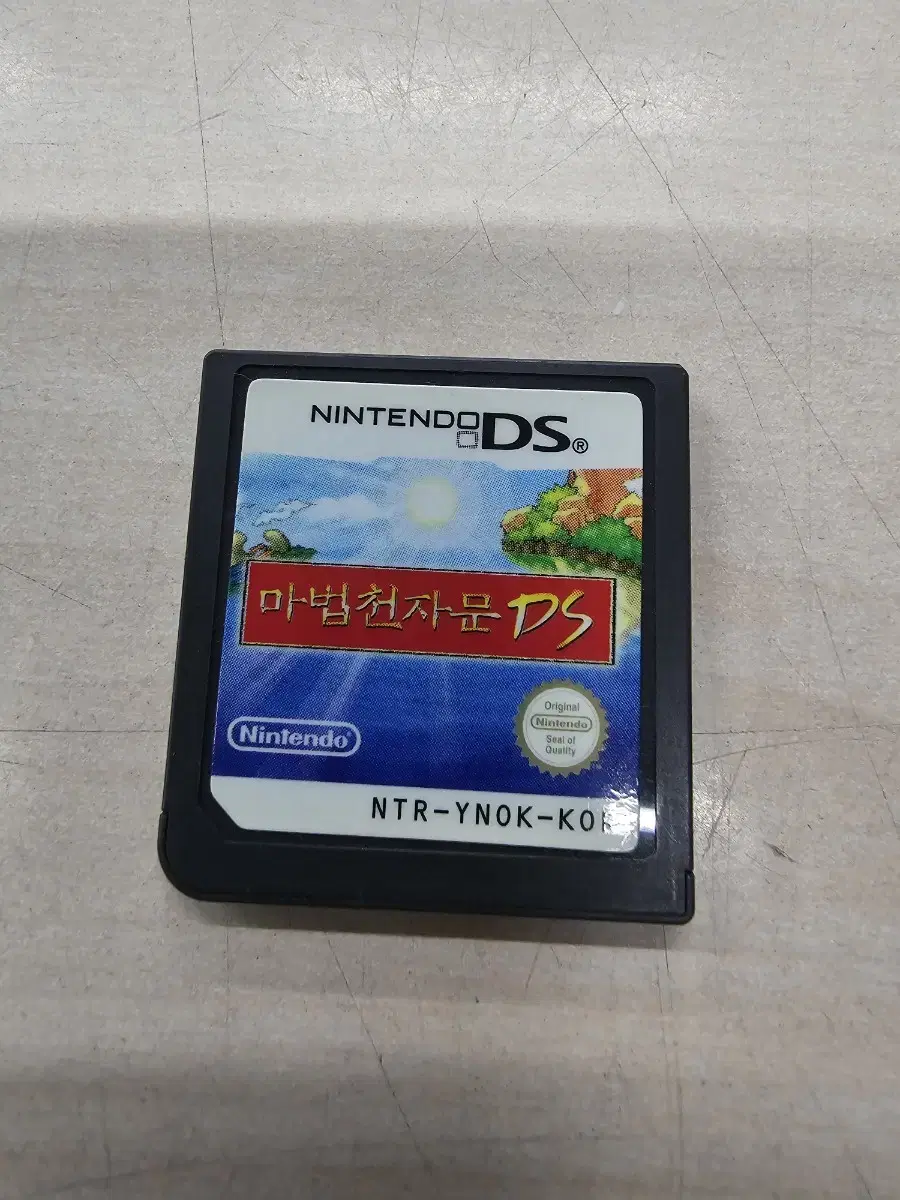 NINTENDO DS®
마법천자문 DS
Nintendo
Original
Nintendo
Seal of
Quality
NTR-YNOK-KO